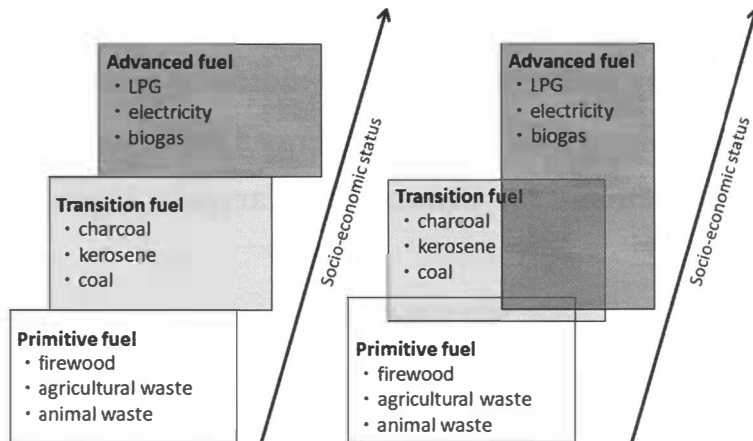 Advanced fuel
・LPG
・electricity
・biogas
Transition fuel
・charcoal
・kerosene
・coal
Primitive fuel
・firewood
・agricultural waste
・animal waste
Socio-economic status
Advanced fuel
・LPG
・electricity
・biogas
Transition fuel
・charcoal
・kerosene
・coal
Primitive fuel
・firewood
・agricultural waste
・animal waste
Socio-economic status